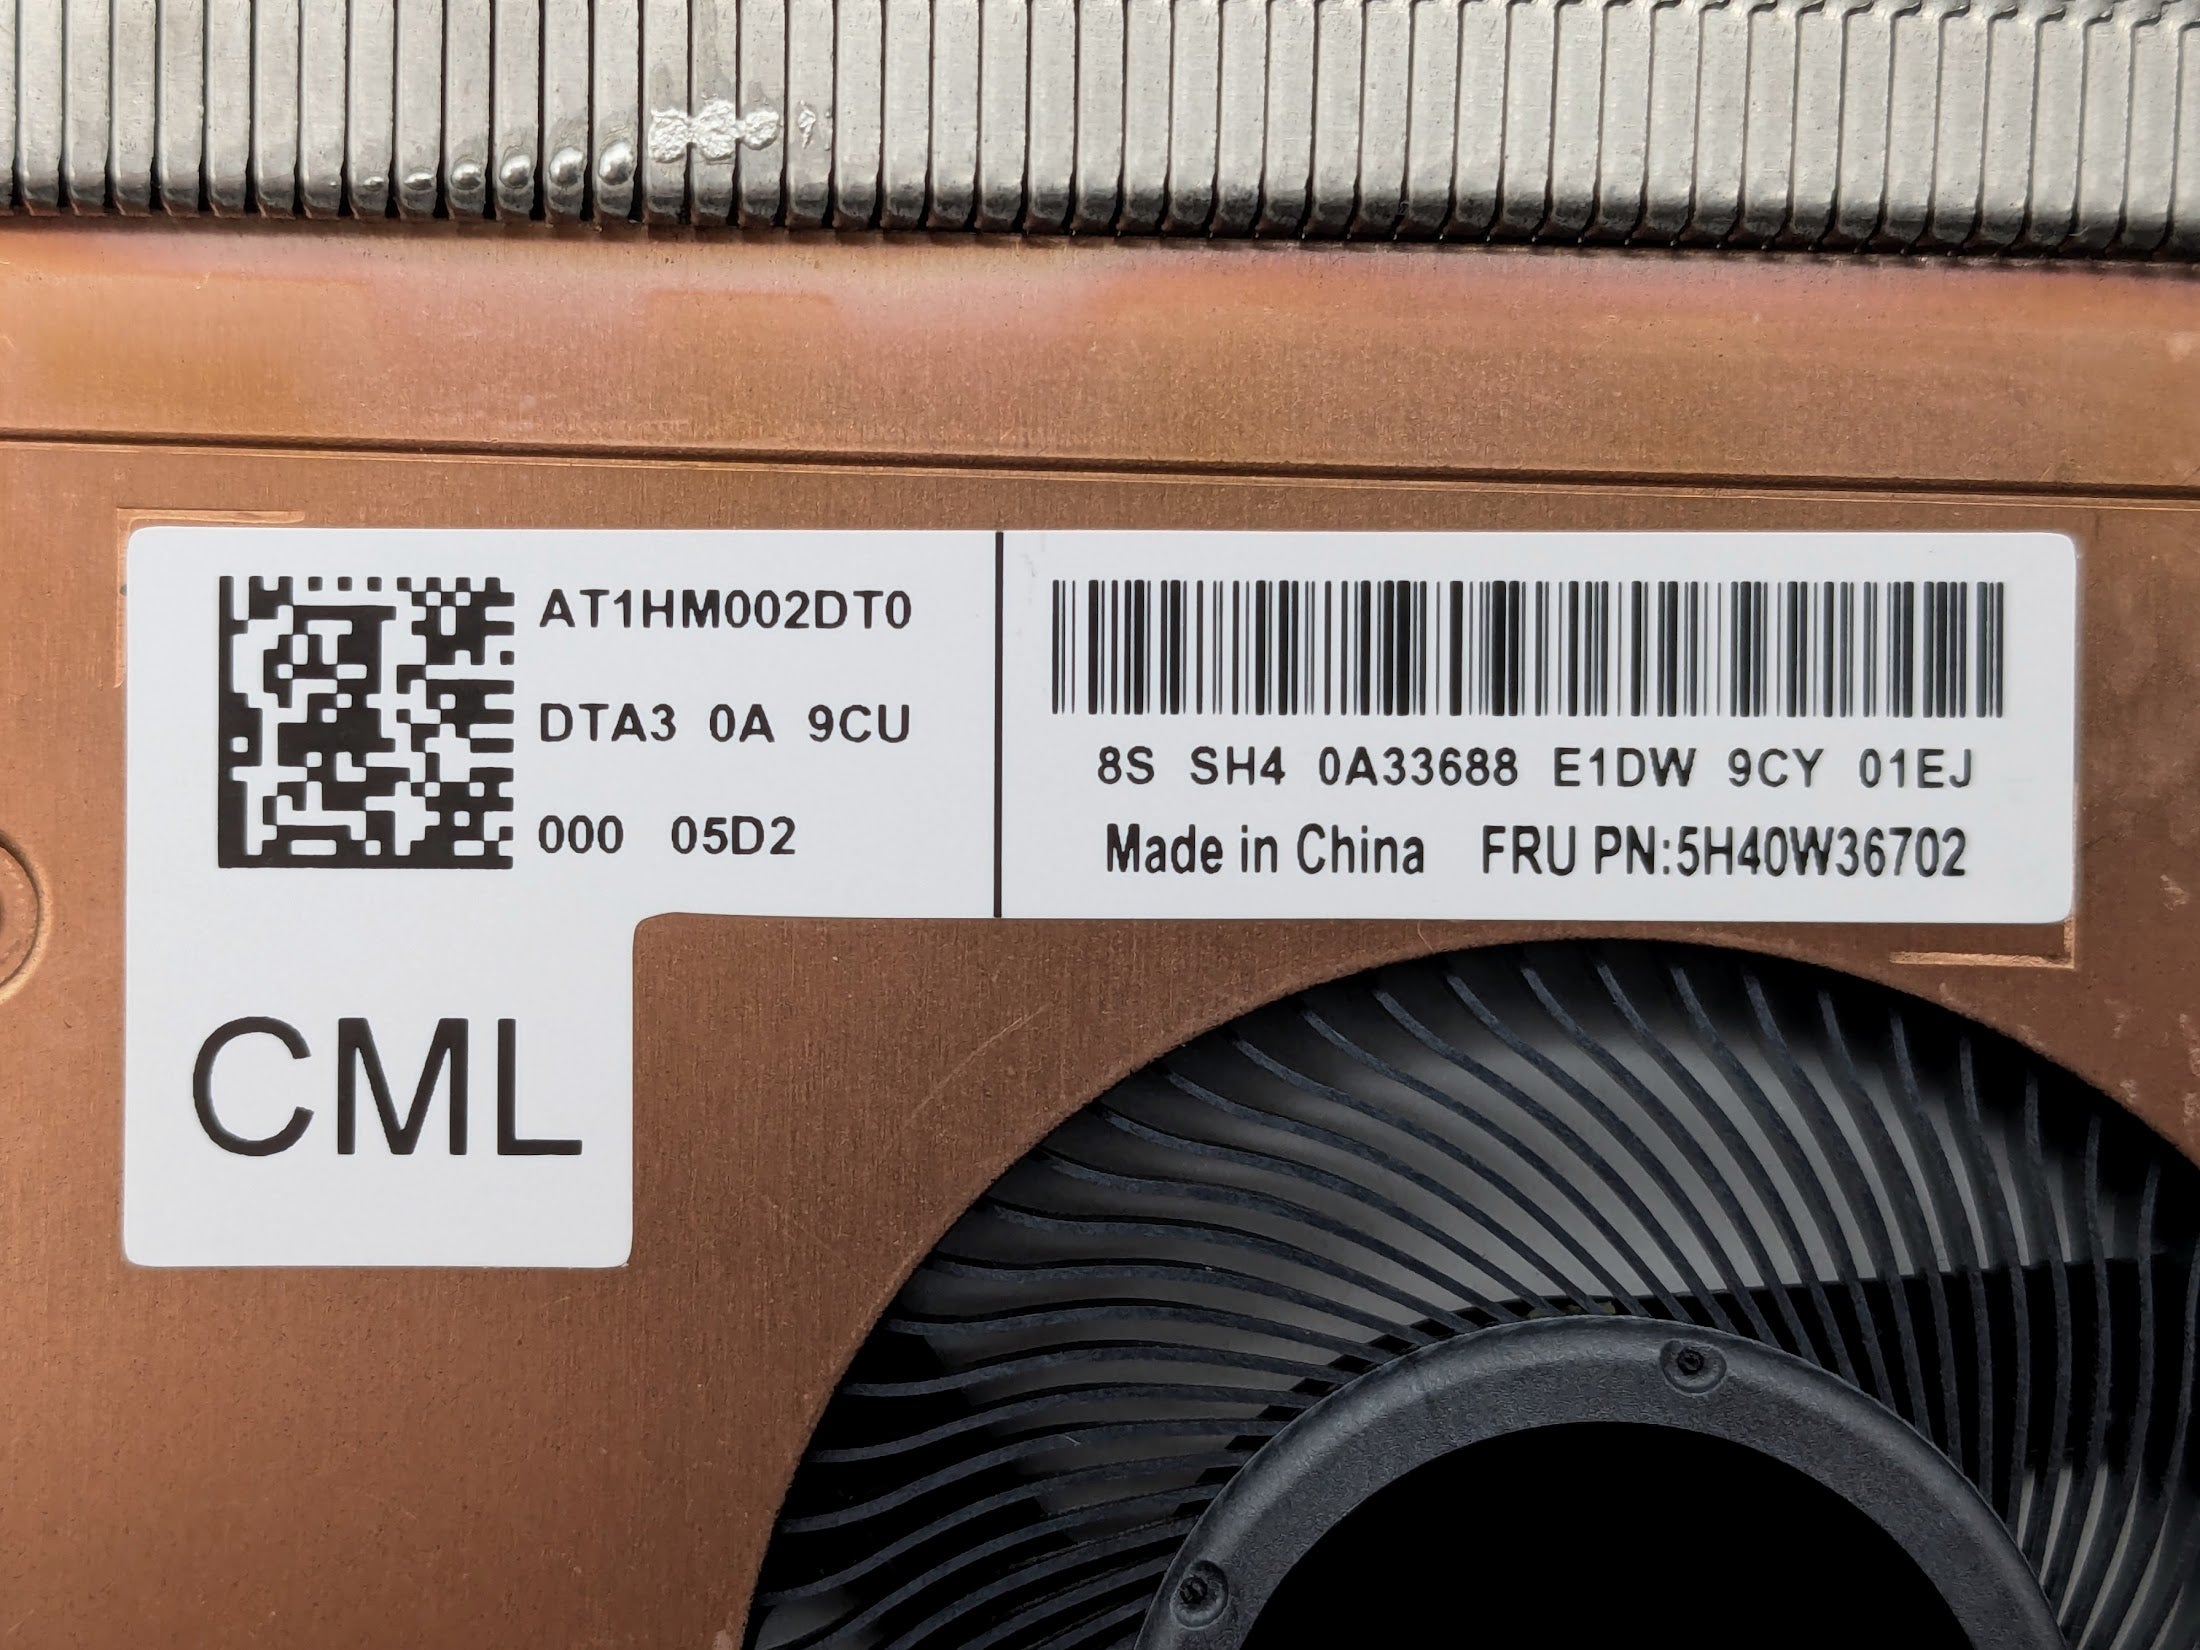 AT1HM002DT0
DTA3 0A 9CU
000 05D2
CML
8S SH4 0A33688 E1DW 9CY 01EJ
Made in China FRU PN:5H40W36702